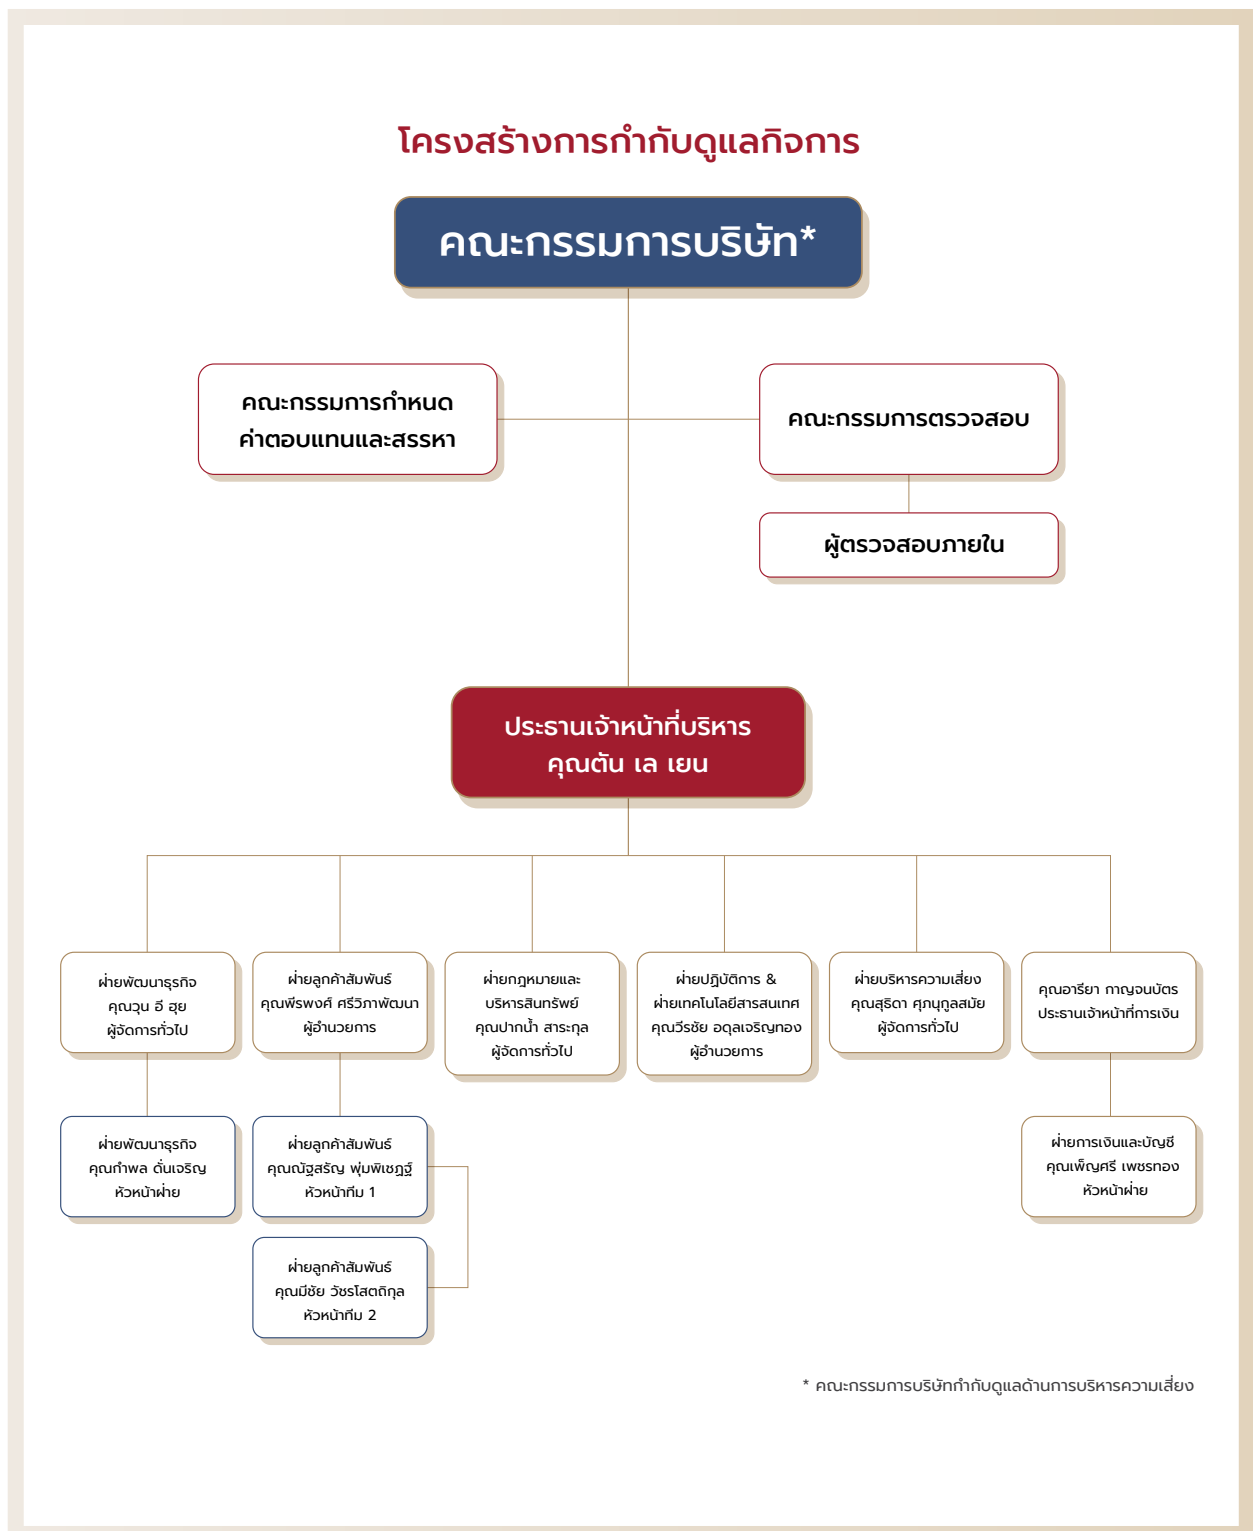 โครงสร้างการกำกับดูแลกิจการ
คณะกรรมการบริษัท*
คณะกรรมการกำหนด
ค่าตอบแทนและสรรหา
คณะกรรมการตรวจสอบ
ผู้ตรวจสอบภายใน
ประธานเจ้าหน้าที่บริหาร
คุณตัน เล เยน
ฝ่ายพัฒนาธุรกิจ
คุณวุน อี ฮุย
ผู้จัดการทั่วไป
ฝ่ายลูกค้าสัมพันธ์
คุณพีรพงศ์ ศรีวิภาพัฒนา
ผู้อำนวยการ
ฝ่ายกฎหมายและ
บริหารสินทรัพย์
คุณปากน้ำ สาระกุล
ผู้จัดการทั่วไป
ฝ่ายปฏิบัติการ &
ฝ่ายเทคโนโลยีสารสนเทศ
คุณวีรชัย อดุลเจริญทอง
ผู้อำนวยการ
ฝ่ายบริหารความเสี่ยง
คุณสุธิดา ศุภนุกูลสมัย
ผู้จัดการทั่วไป
คุณอารียา กาญจนบัตร
ประธานเจ้าหน้าที่การเงิน
ฝ่ายพัฒนาธุรกิจ
คุณกำพล ดั่นเจริญ
หัวหน้าฝ่าย
ฝ่ายลูกค้าสัมพันธ์
คุณณัฐสรัญ พุ่มพิเชฏฐ์
หัวหน้าทีม 1
ฝ่ายการเงินและบัญชี
คุณเพ็ญศรี เพชรทอง
หัวหน้าฝ่าย
ฝ่ายลูกค้าสัมพันธ์
คุณมีชัย วัชรโสตถิกุล
หัวหน้าทีม 2
* คณะกรรมการบริษัทกำกับดูแลด้านการบริหารความเสี่ยง